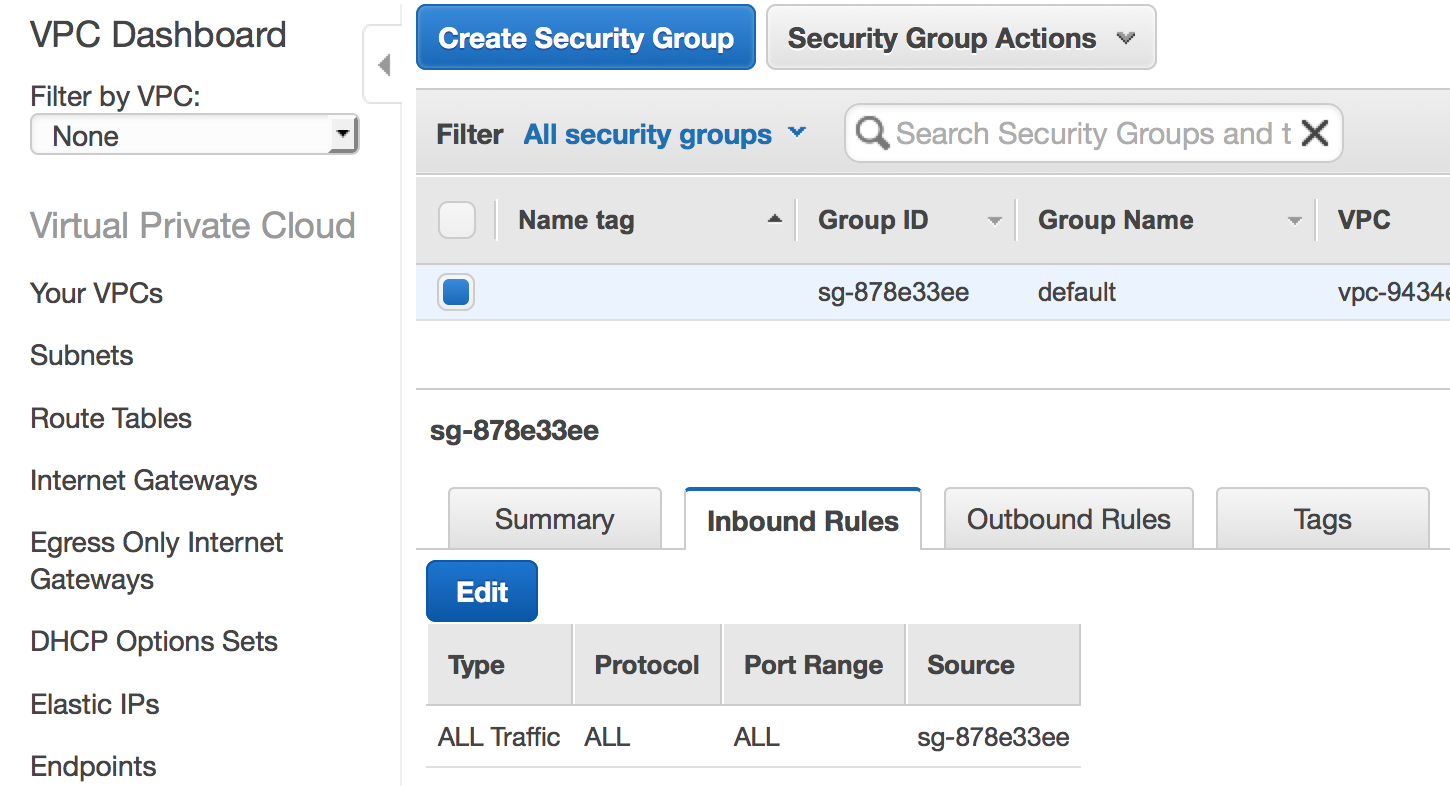 VPC Dashboard
Filter by VPC:
None
Virtual Private Cloud
Your VPCs
Subnets
Route Tables
Internet Gateways
Egress Only Internet
Gateways
DHCP Options Sets
Elastic IPs
Endpoints
Create Security Group Security Group Actions
Filter All security groups Search Security Groups and t
Name tag Group ID Group Name VPC
sg-878e33ee default vpc-9434e
sg-878e33ee
Summary Inbound Rules Outbound Rules Tags
Edit
Type Protocol Port Range Source
ALL Traffic ALL ALL sg-878e33ee